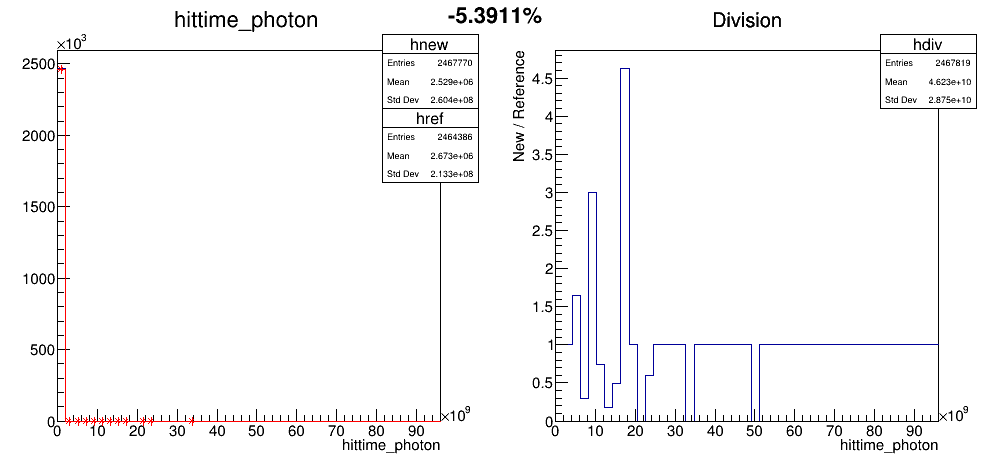 -5.3911%
hittime_photon
×10³
2500
2000
1500
1000
500
0
0 10 20 30 40 50 60 70 80 90
×10⁹
hittime_photon
hnew
Entries 2467770
Mean 2.529e+06
Std Dev 2.604e+08
href
Entries 2464386
Mean 2.673e+06
Std Dev 2.133e+08
Division
New / Reference
4.5
4
3.5
3
2.5
2
1.5
1
0.5
0
0 10 20 30 40 50 60 70 80 90
×10⁹
hittime_photon
hdiv
Entries 2467819
Mean 4.623e+10
Std Dev 2.875e+10